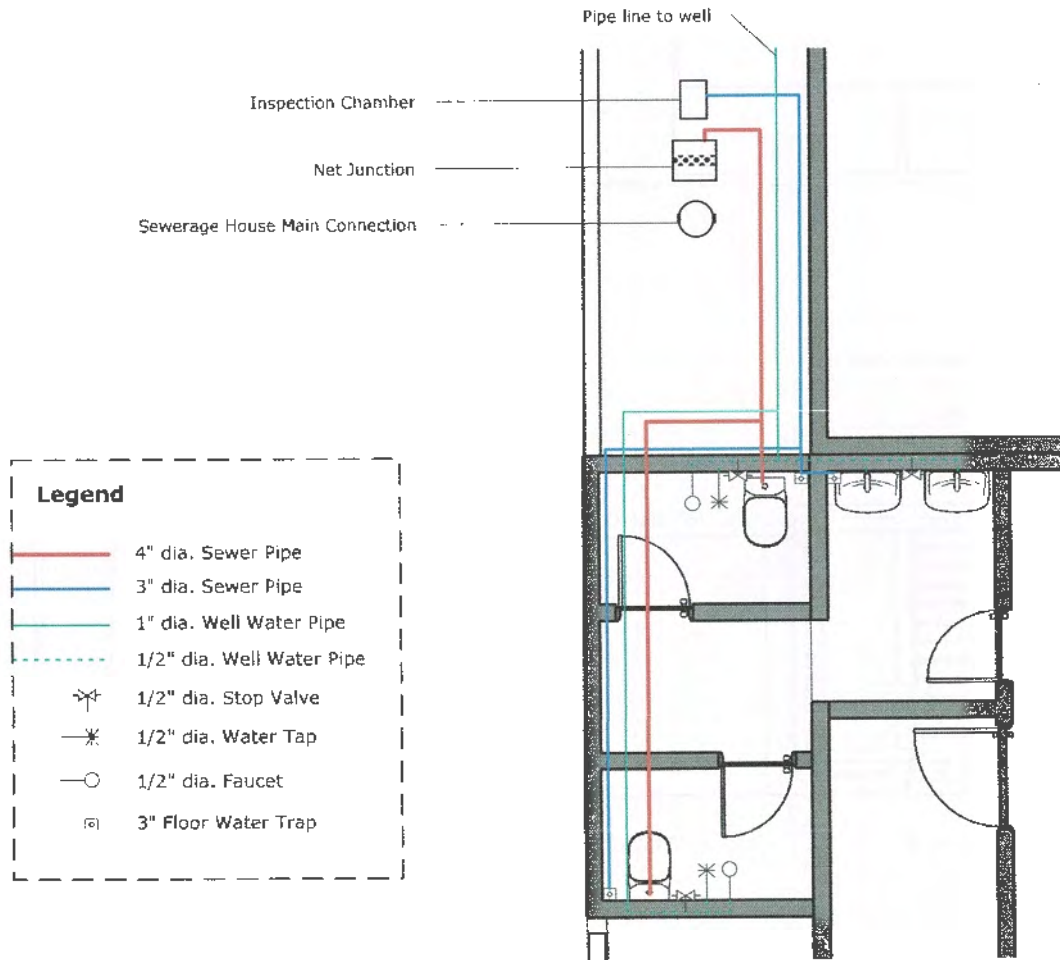 Pipe line to well
Inspection Chamber
Net Junction
Sewerage House Main Connection
Legend
4" dia. Sewer Pipe
3" dia. Sewer Pipe
1" dia. Well Water Pipe
1/2" dia. Well Water Pipe
1/2" dia. Stop Valve
1/2" dia. Water Tap
1/2" dia. Faucet
3" Floor Water Trap